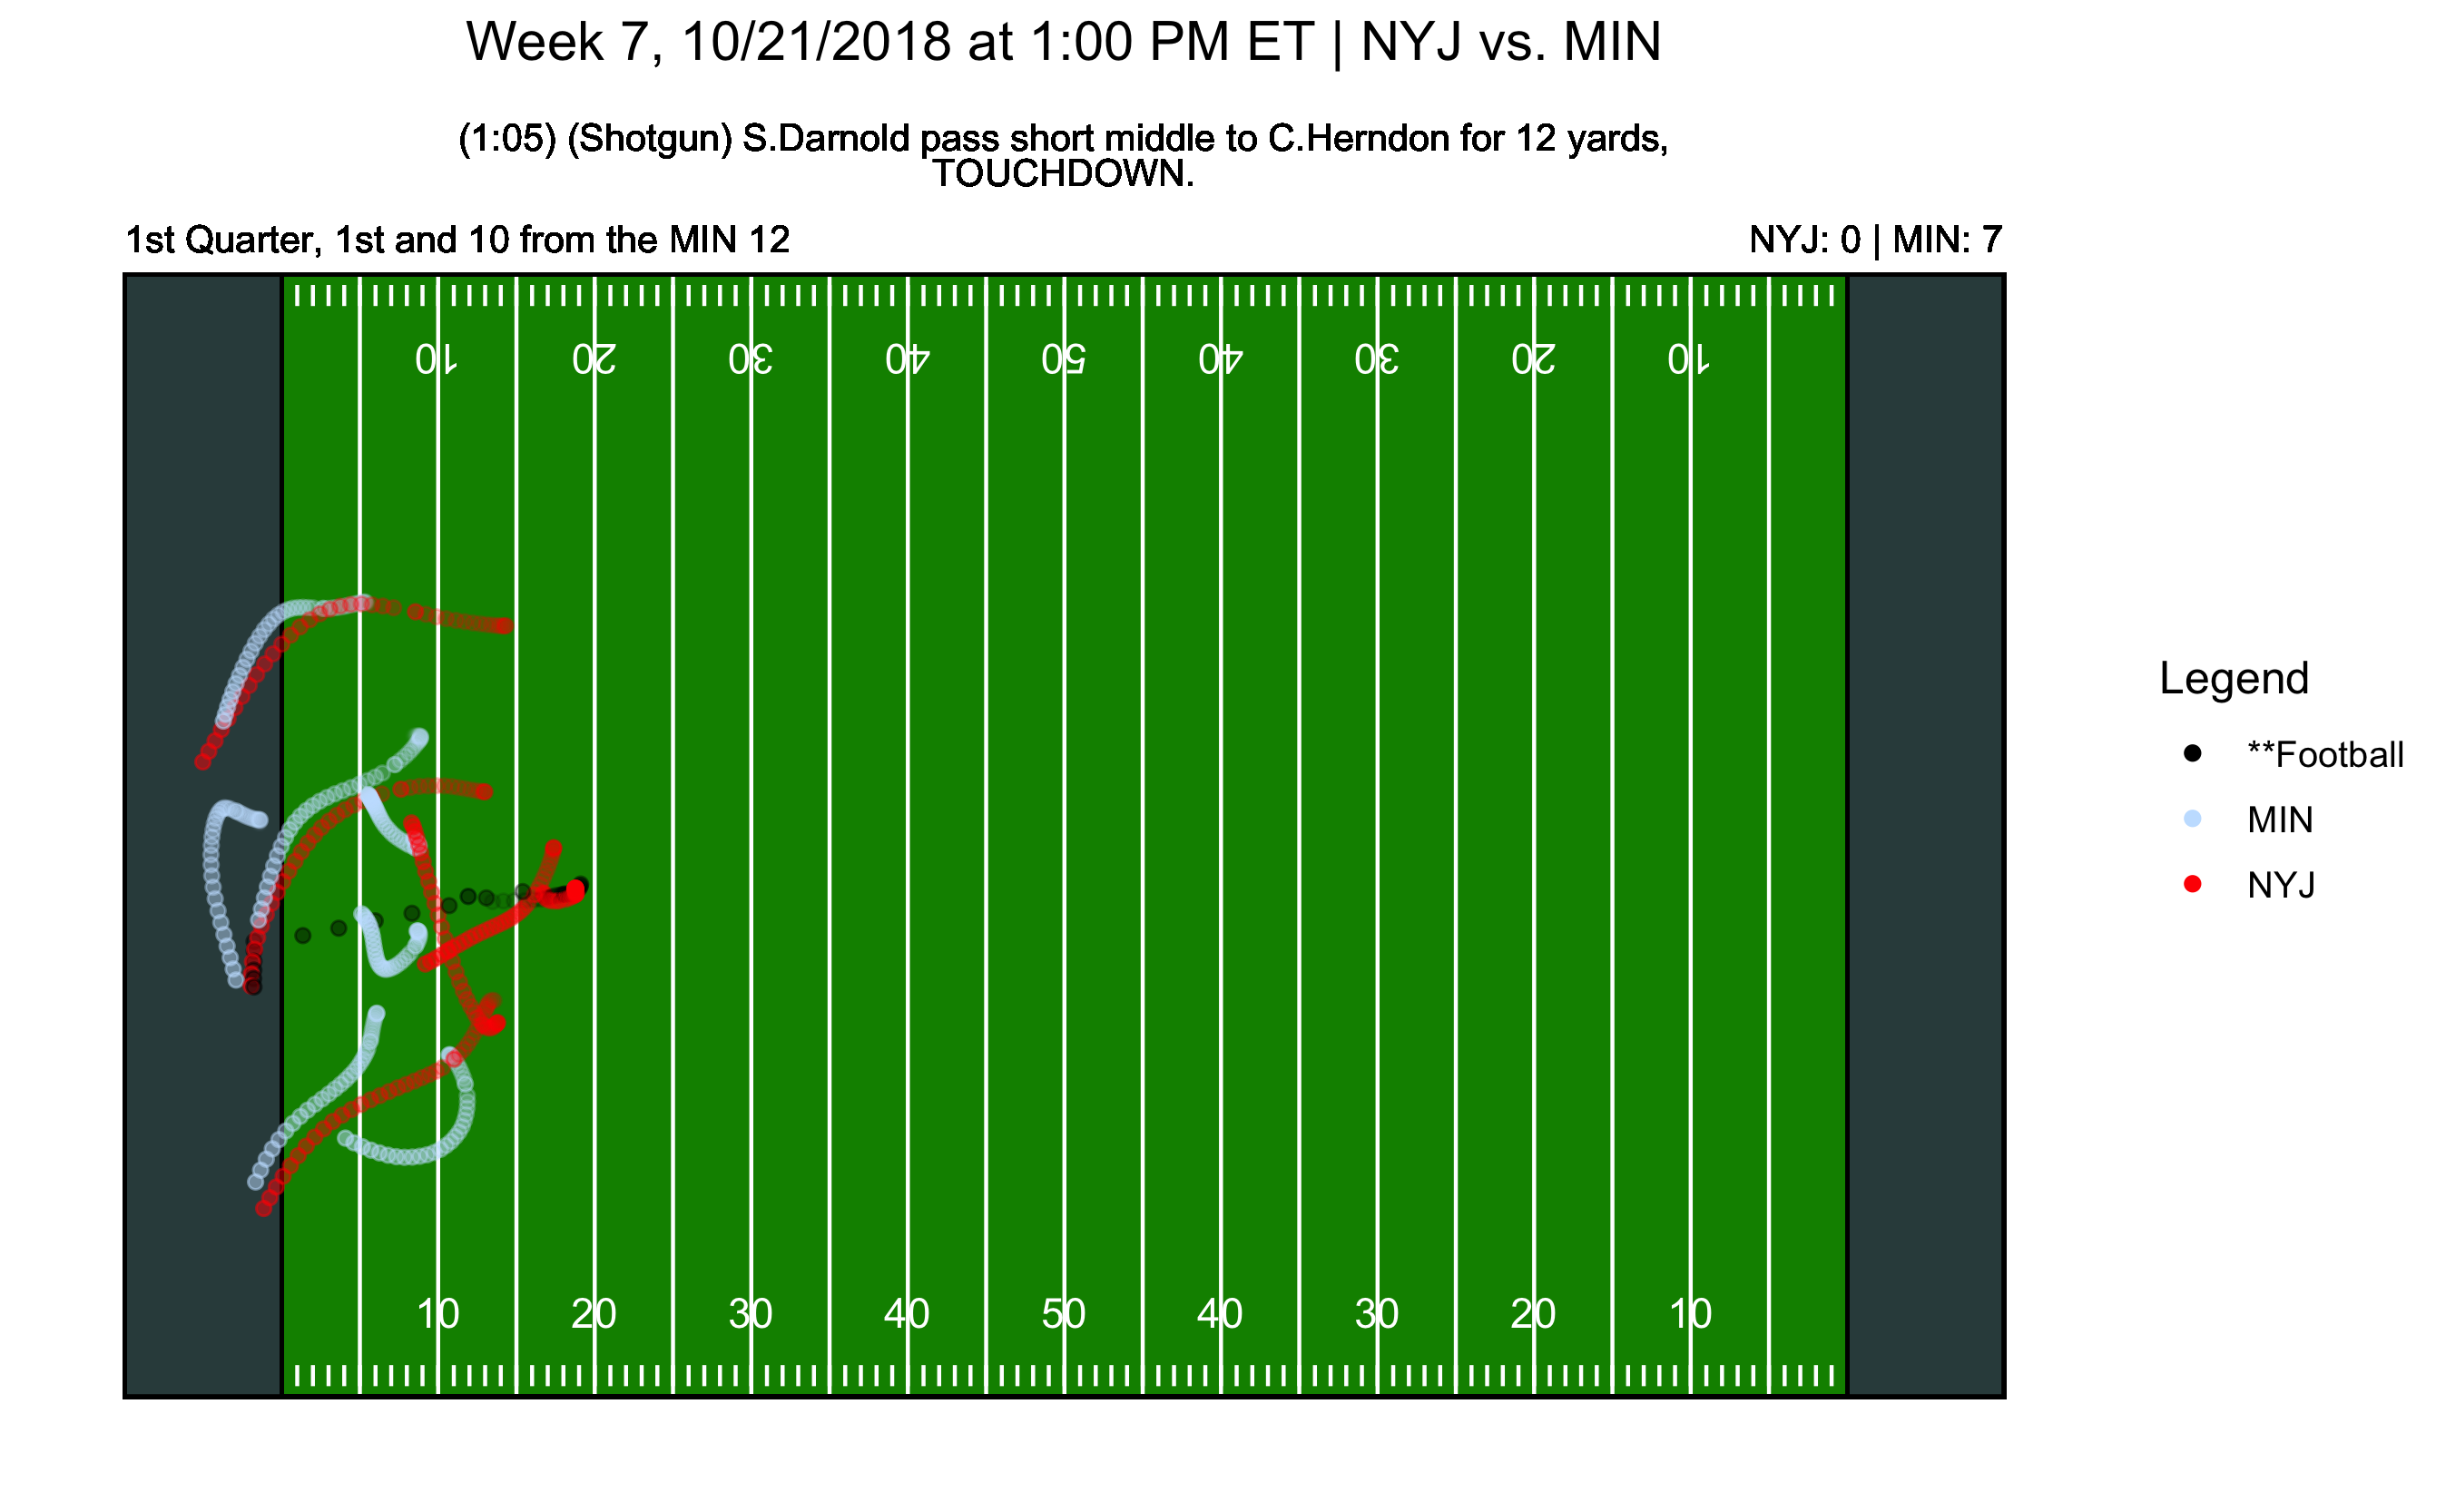 Week 7, 10/21/2018 at 1:00 PM ET | NYJ vs. MIN
(1:05) (Shotgun) S.Darnold pass short middle to C.Herndon for 12 yards,
TOUCHDOWN.
1st Quarter, 1st and 10 from the MIN 12
NYJ: 0 | MIN: 7
10 20 30 40 50 40 30 20 10
Legend
**Football
MIN
NYJ
10 20 30 40 50 40 30 20 10